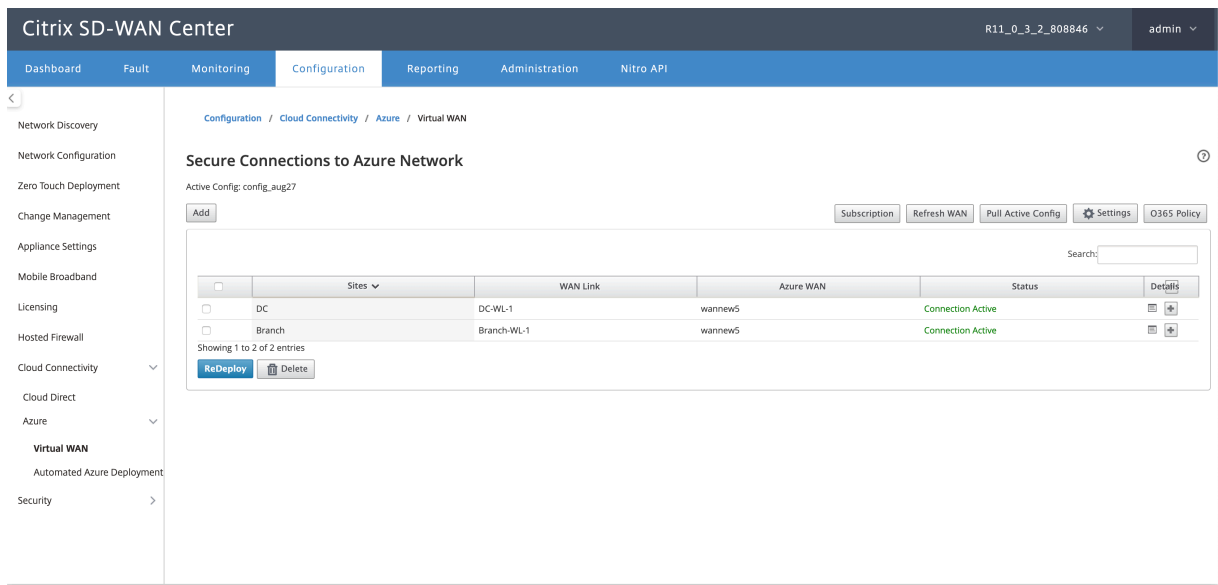 Citrix SD-WAN Center
R11_0_3_2_808846
admin
Dashboard Fault Monitoring Configuration Reporting Administration Nitro API
Network Discovery
Network Configuration
Zero Touch Deployment
Change Management
Appliance Settings
Mobile Broadband
Licensing
Hosted Firewall
Cloud Connectivity
Cloud Direct
Azure
Virtual WAN
Automated Azure Deployment
Security
Configuration / Cloud Connectivity / Azure / Virtual WAN
Secure Connections to Azure Network
Active Config: config_aug27
Add Subscription Refresh WAN Pull Active Config Settings O365 Policy
Search:
Sites WAN Link Azure WAN Status Details
DC DC-WL-1 wannew5 Connection Active
Branch Branch-WL-1 wannew5 Connection Active
Showing 1 to 2 of 2 entries
ReDeploy Delete